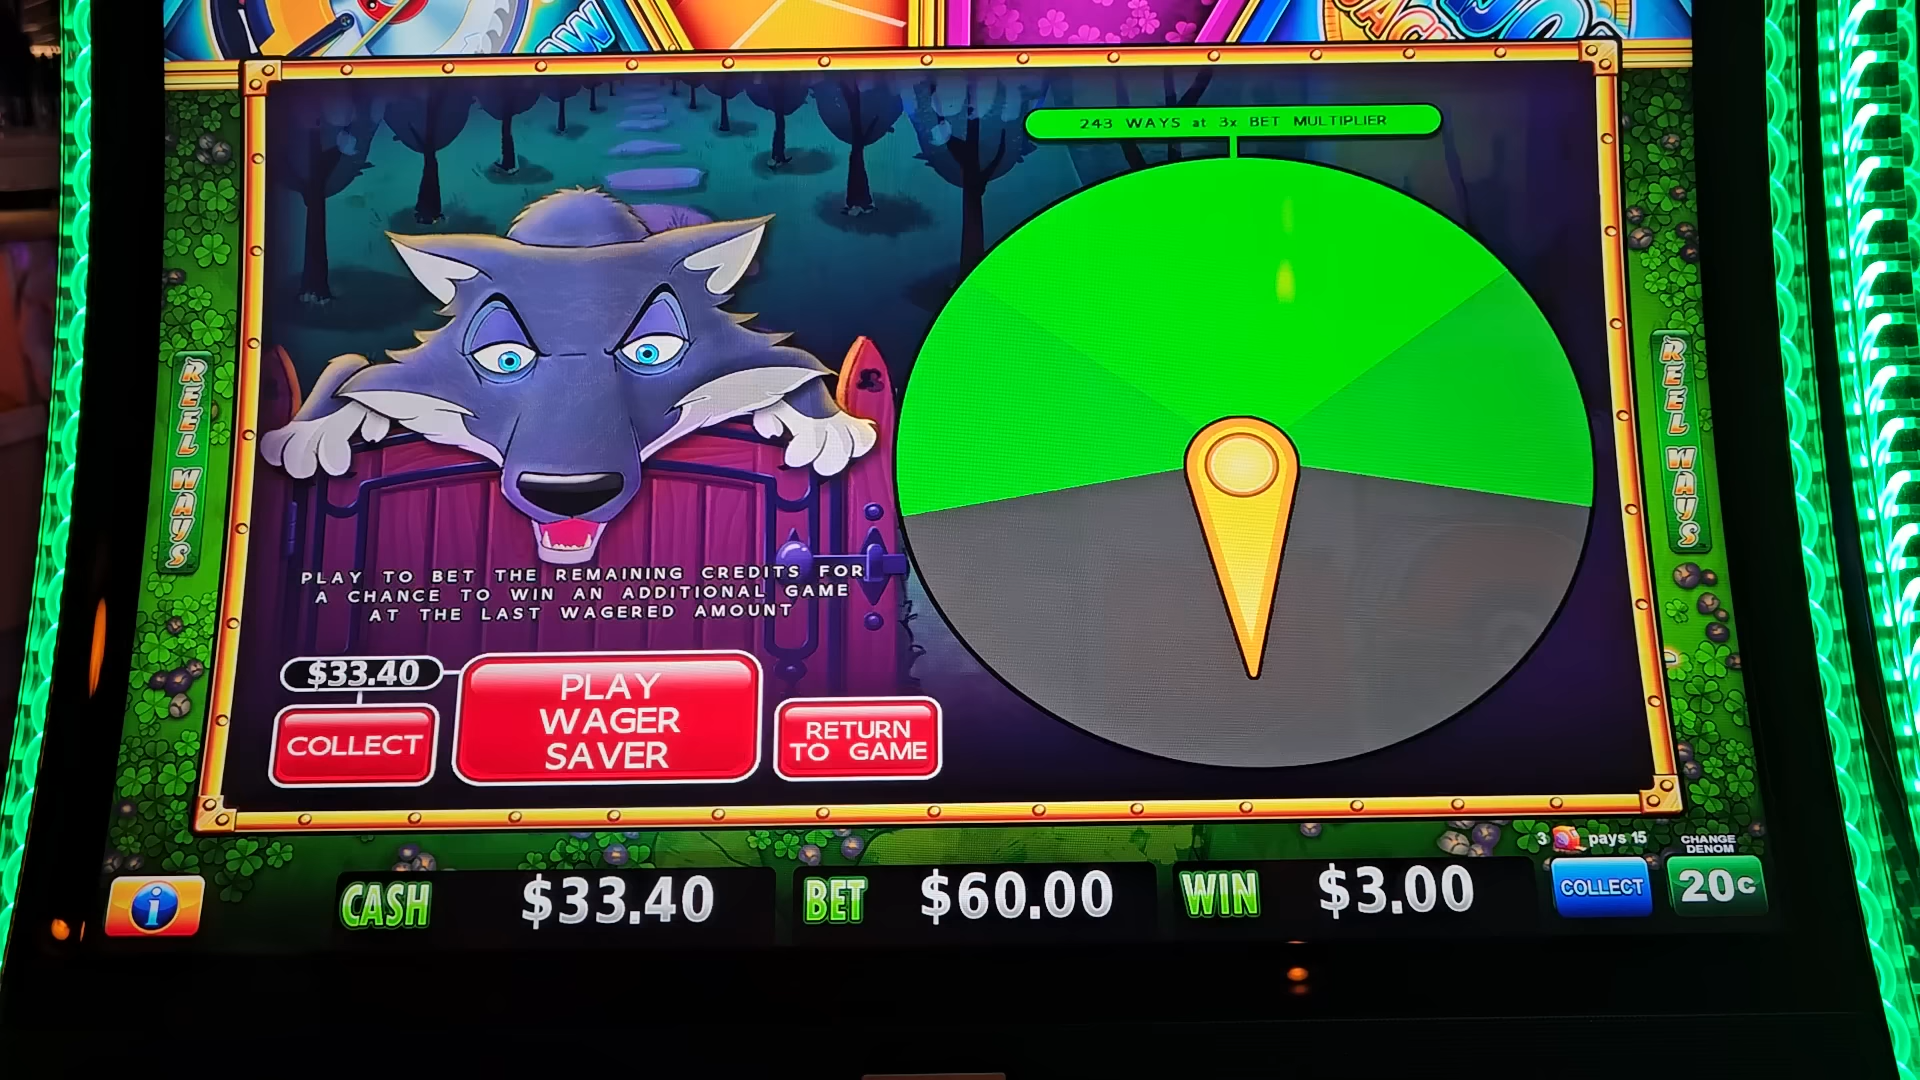 243 WAYS at 3x BET MULTIPLIER
REEL WAYS
REEL WAYS
PLAY TO BET THE REMAINING CREDITS FOR
A CHANCE TO WIN AN ADDITIONAL GAME
AT THE LAST WAGERED AMOUNT
$33.40
COLLECT
PLAY
WAGER
SAVER
RETURN
TO GAME
3 pays 15
CHANGE
DENOM
CASH $33.40 BET $60.00 WIN $3.00
COLLECT
20c